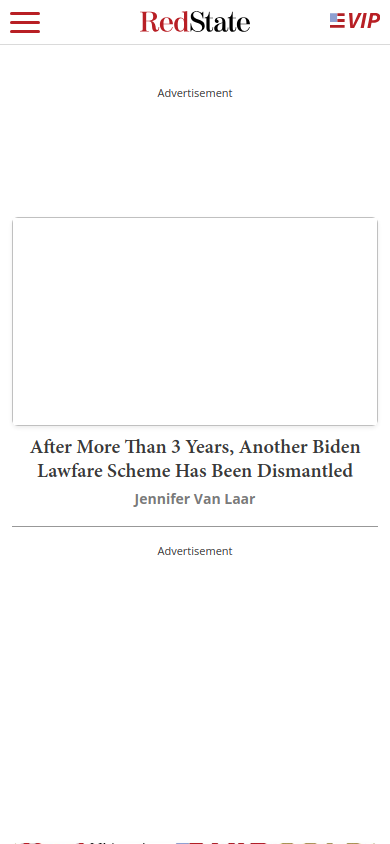 RedState
VIP
Advertisement
After More Than 3 Years, Another Biden
Lawfare Scheme Has Been Dismantled
Jennifer Van Laar
Advertisement